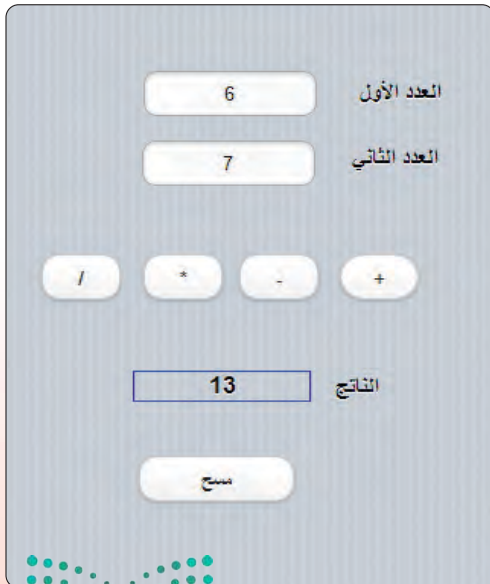 العدد الأول 6
العدد الثاني 7
+ - * /
الناتج 13
مسح